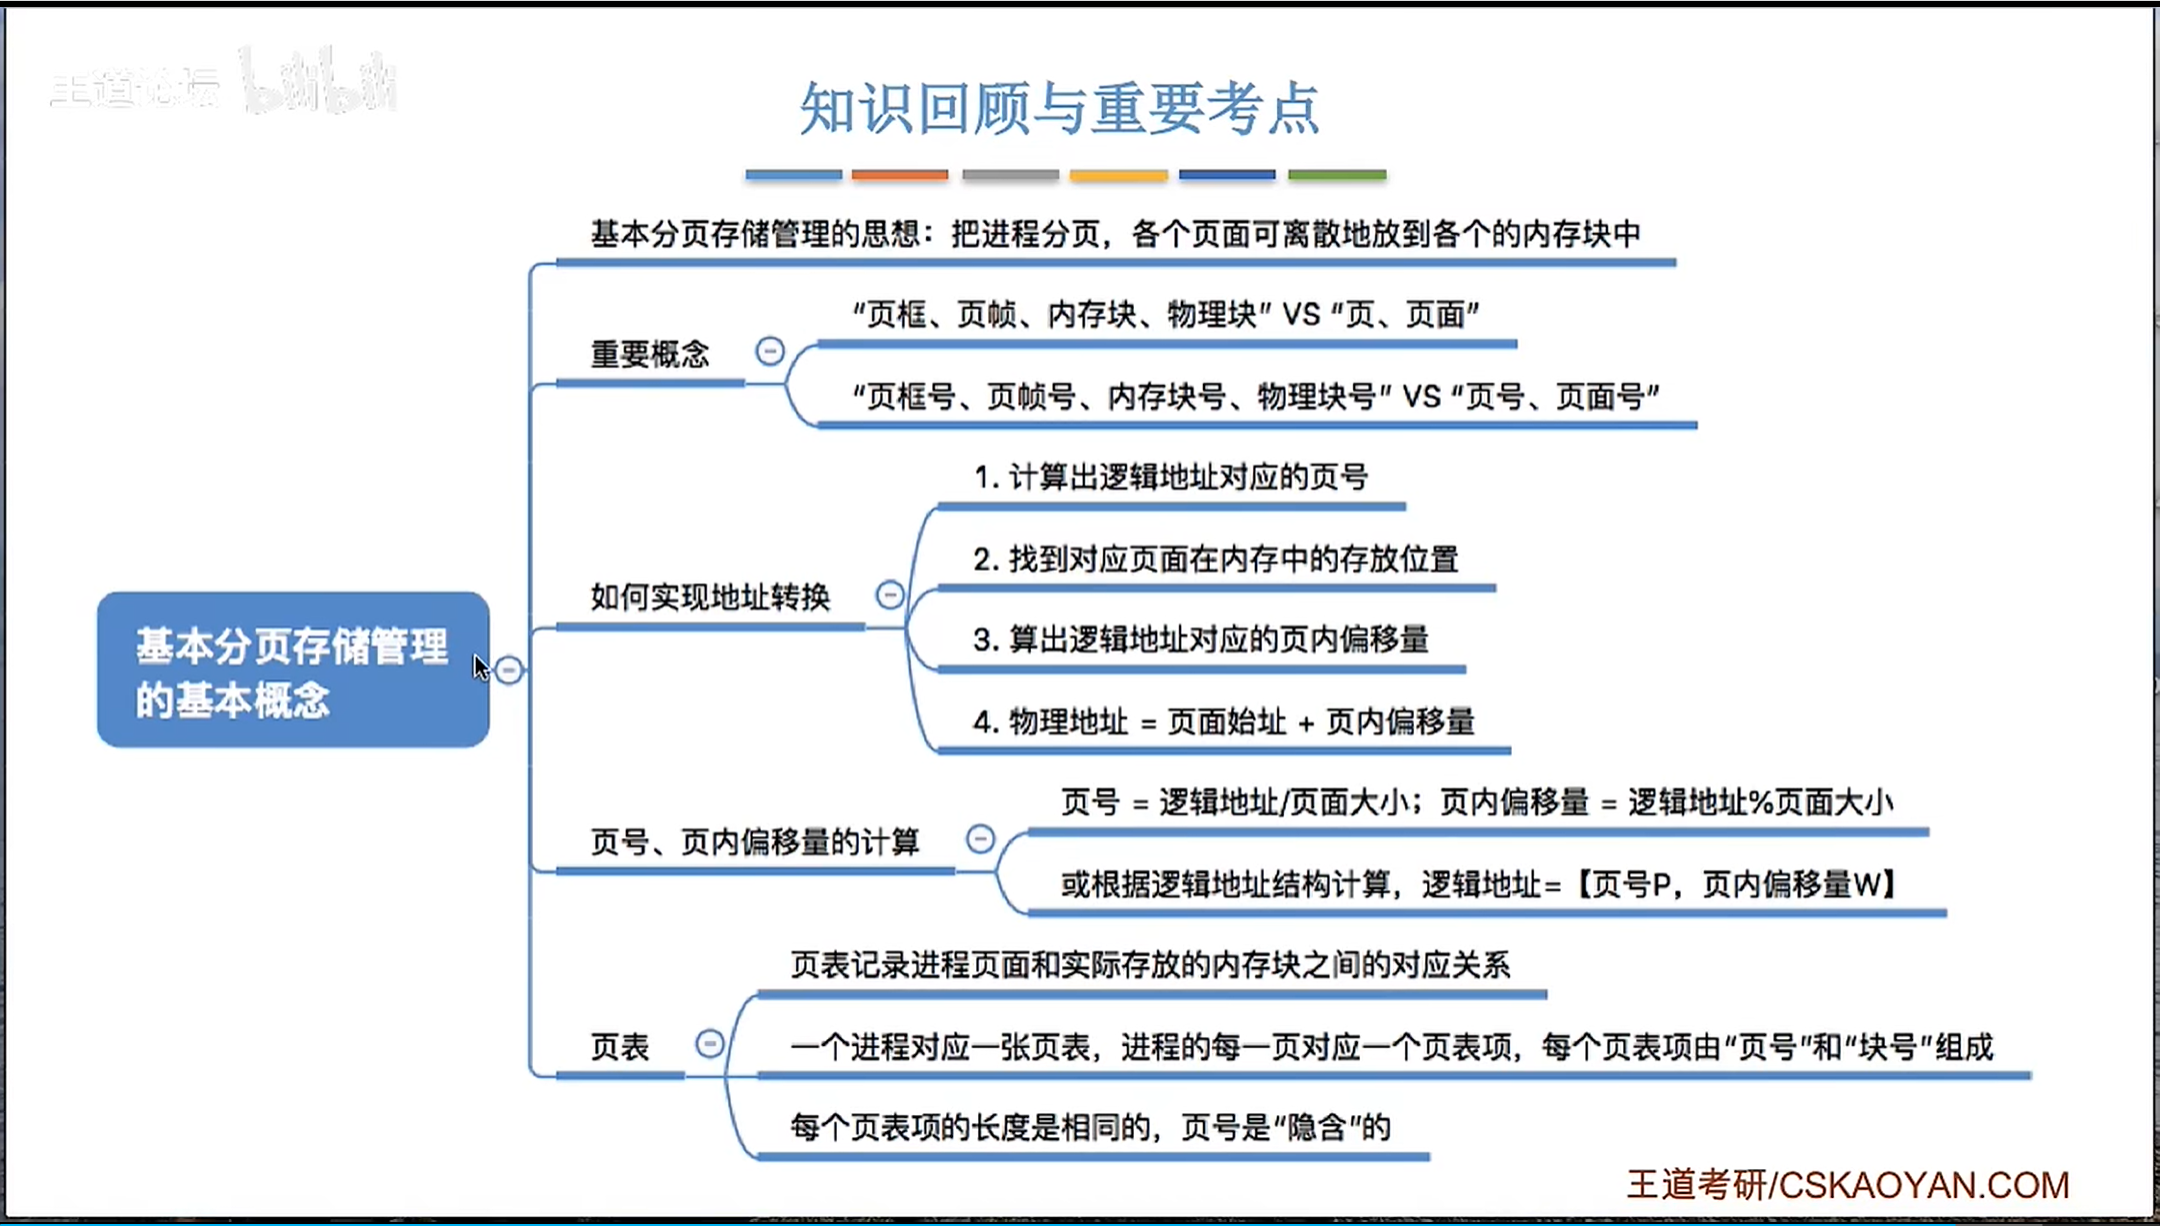 王道论坛 bilibili
知识回顾与重要考点
基本分页存储管理的思想：把进程分页，各个页面可离散地放到各个的内存块中
重要概念
“页框、页帧、内存块、物理块” VS “页、页面”
“页框号、页帧号、内存块号、物理块号” VS “页号、页面号”
如何实现地址转换
1. 计算出逻辑地址对应的页号
2. 找到对应页面在内存中的存放位置
3. 算出逻辑地址对应的页内偏移量
4. 物理地址 = 页面始址 + 页内偏移量
基本分页存储管理
的基本概念
页号、页内偏移量的计算
页号 = 逻辑地址/页面大小；页内偏移量 = 逻辑地址%页面大小
或根据逻辑地址结构计算，逻辑地址=【页号P，页内偏移量W】
页表
页表记录进程页面和实际存放的内存块之间的对应关系
一个进程对应一张页表，进程的每一页对应一个页表项，每个页表项由“页号”和“块号”组成
每个页表项的长度是相同的，页号是“隐含”的
王道考研/CSKAOYAN.COM